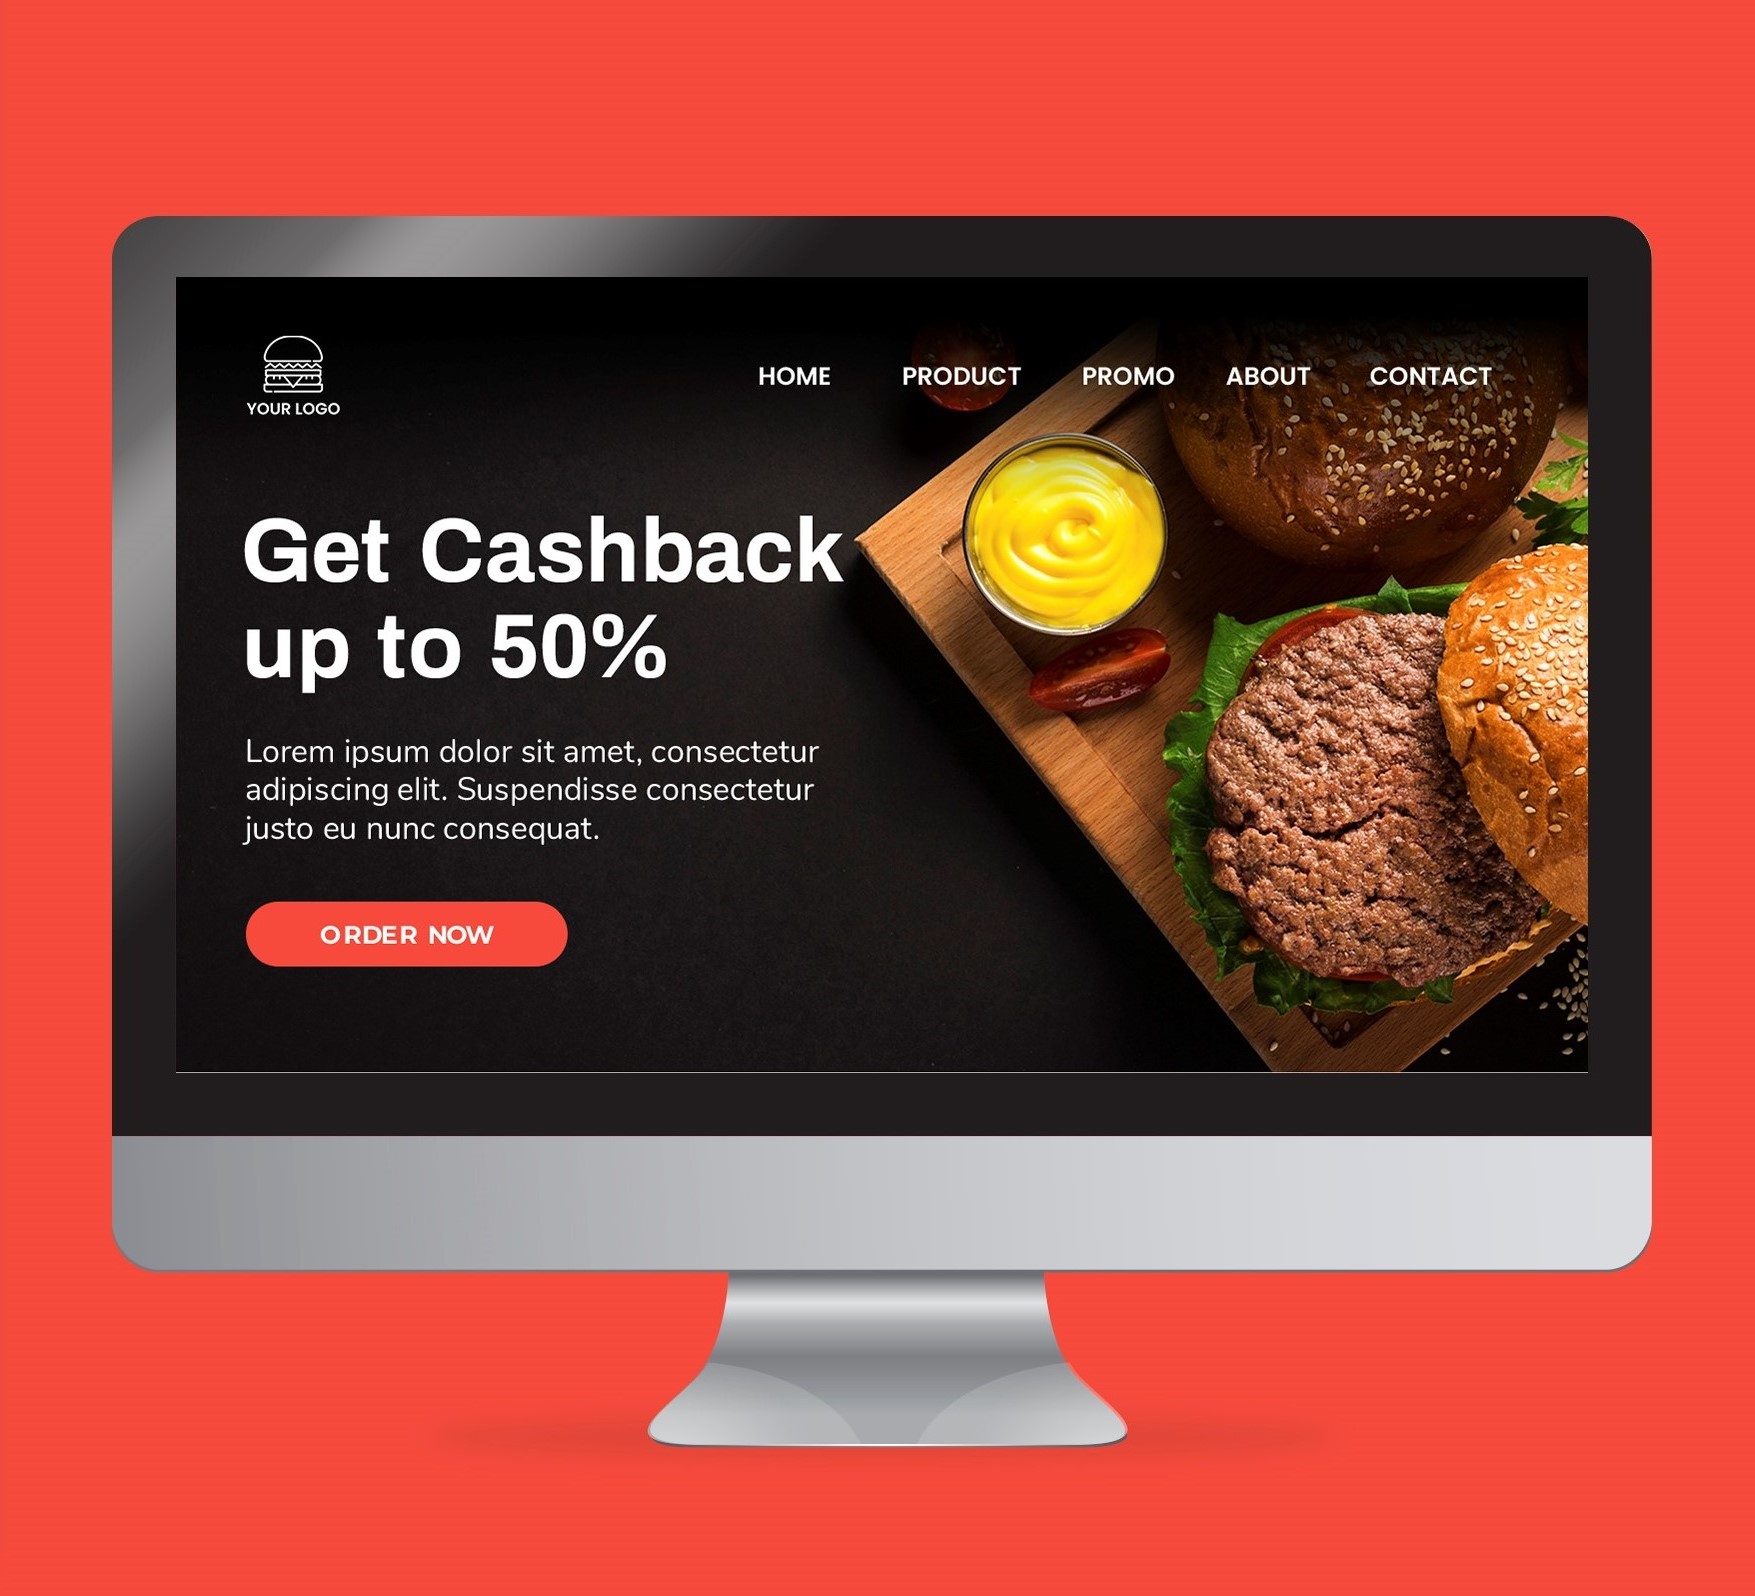 YOUR LOGO
HOME PRODUCT PROMO ABOUT CONTACT
Get Cashback
up to 50%
Lorem ipsum dolor sit amet, consectetur
adipiscing elit. Suspendisse consectetur
justo eu nunc consequat.
ORDER NOW